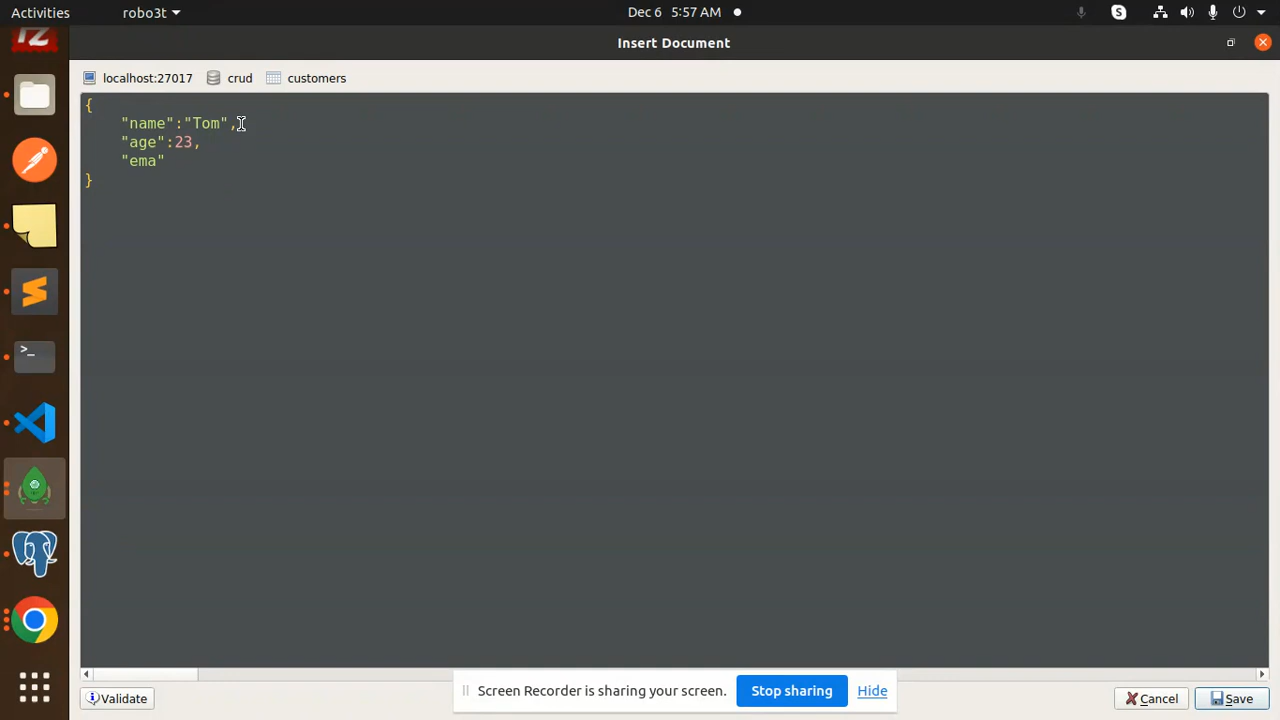 Activities robo3t Dec 6 5:57 AM
Insert Document
localhost:27017 crud customers
{
"name":"Tom",
"age":23,
"ema"
}
Screen Recorder is sharing your screen. Stop sharing Hide
Validate Cancel Save